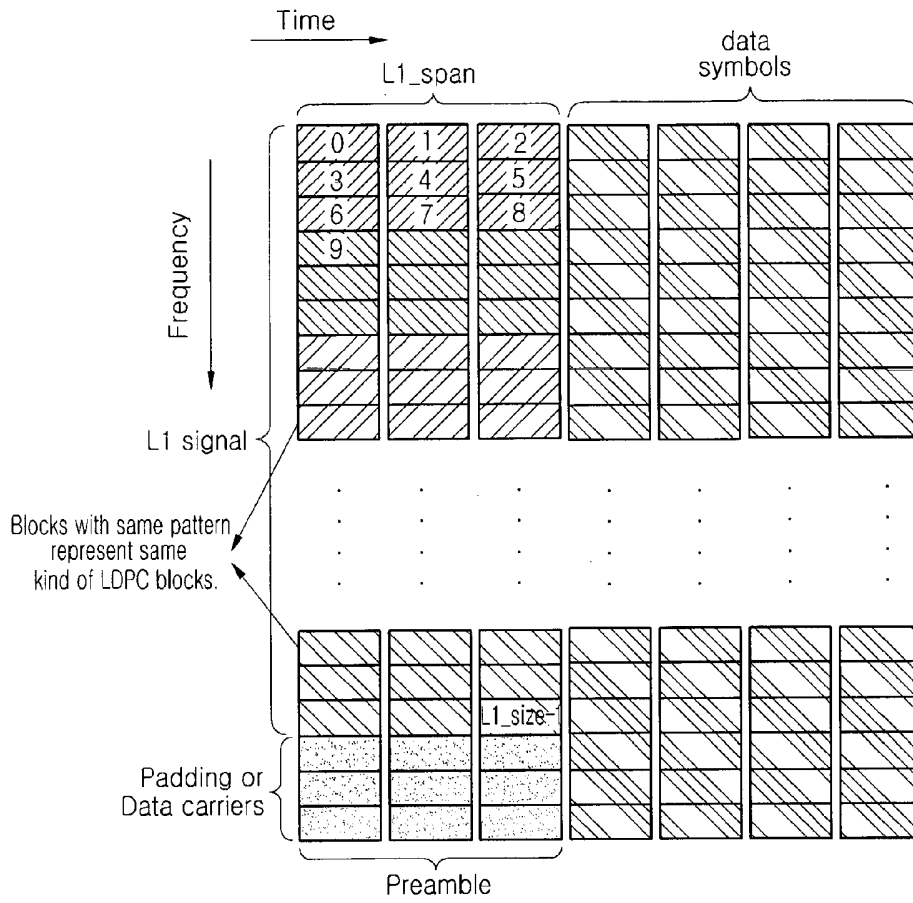 Time
L1_span
data
symbols
0 1 2
3 4 5
6 7 8
9
Frequency
L1 signal
Blocks with same pattern
represent same
kind of LDPC blocks.
L1_size-1
Padding or
Data carriers
Preamble